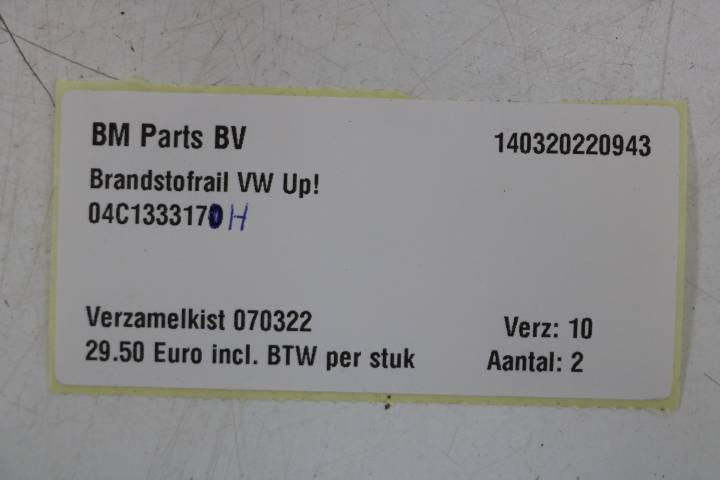 BM Parts BV 140320220943
Brandstofrail VW Up!
04C1333170H
Verzamelkist 070322 Verz: 10
29.50 Euro incl. BTW per stuk Aantal: 2